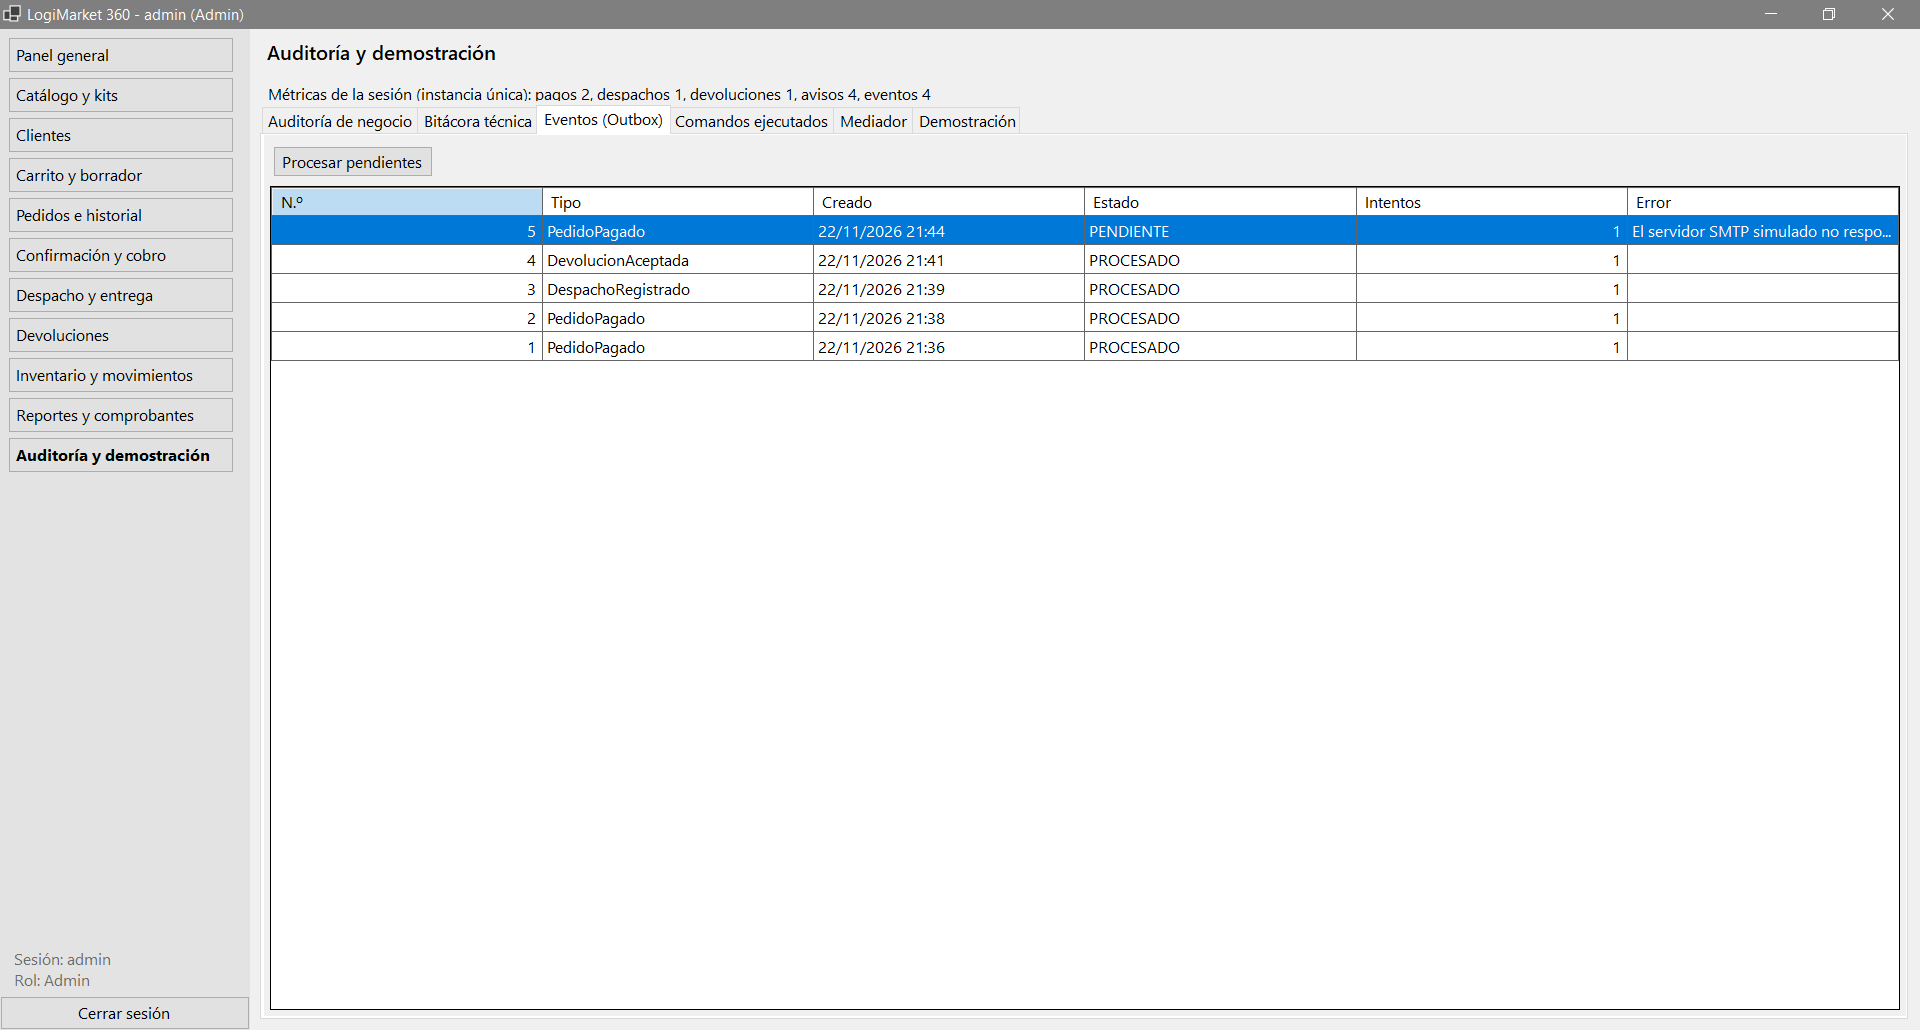 LogiMarket 360 - admin (Admin)
Panel general
Catálogo y kits
Clientes
Carrito y borrador
Pedidos e historial
Confirmación y cobro
Despacho y entrega
Devoluciones
Inventario y movimientos
Reportes y comprobantes
Auditoría y demostración
Sesión: admin
Rol: Admin
Cerrar sesión
Auditoría y demostración
Métricas de la sesión (instancia única): pagos 2, despachos 1, devoluciones 1, avisos 4, eventos 4
Auditoría de negocio Bitácora técnica Eventos (Outbox) Comandos ejecutados Mediador Demostración
Procesar pendientes
N.º Tipo Creado Estado Intentos Error
5 PedidoPagado 22/11/2026 21:44 PENDIENTE 1 El servidor SMTP simulado no respo...
4 DevolucionAceptada 22/11/2026 21:41 PROCESADO 1
3 DespachoRegistrado 22/11/2026 21:39 PROCESADO 1
2 PedidoPagado 22/11/2026 21:38 PROCESADO 1
1 PedidoPagado 22/11/2026 21:36 PROCESADO 1